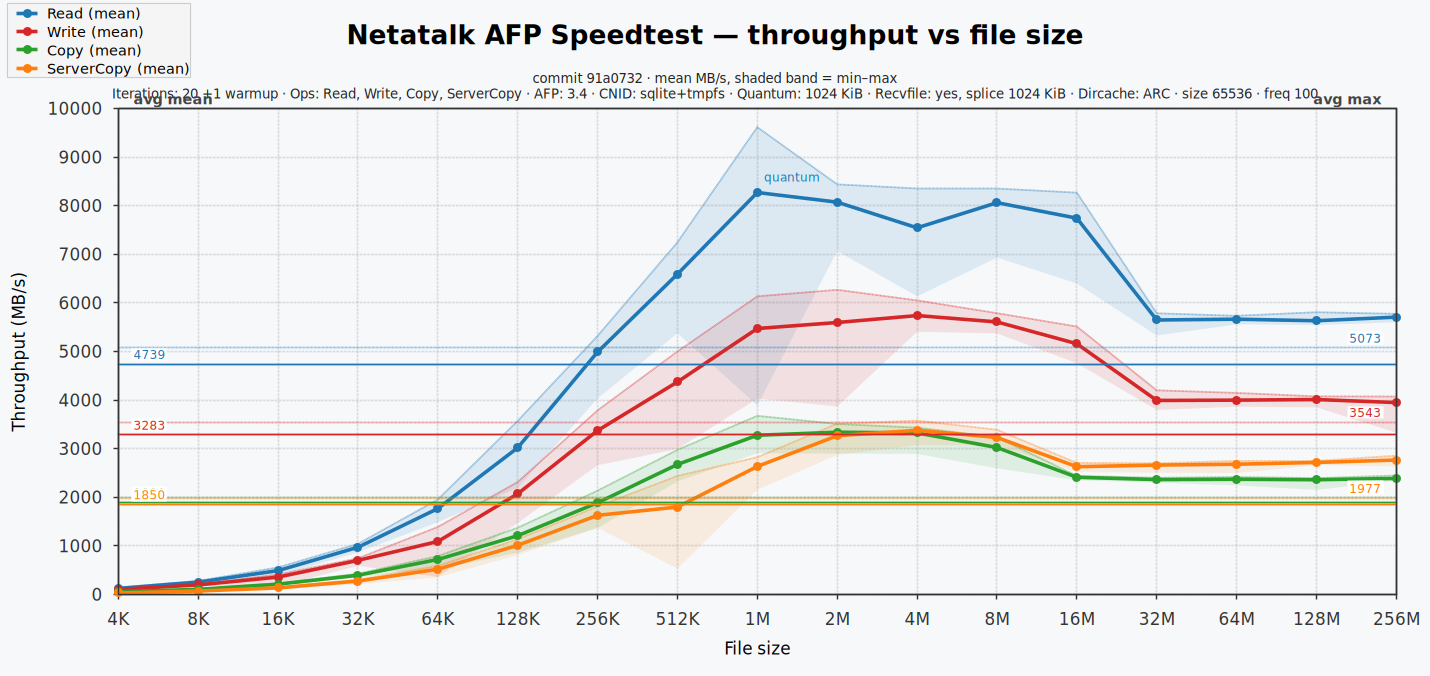 Read (mean)
Write (mean)
Copy (mean)
ServerCopy (mean)
Netatalk AFP Speedtest — throughput vs file size
commit 91a0732 · mean MB/s, shaded band = min–max
Iterations: 20 +1 warmup · Ops: Read, Write, Copy, ServerCopy · AFP: 3.4 · CNID: sqlite+tmpfs · Quantum: 1024 KiB · Recvfile: yes, splice 1024 KiB · Dircache: ARC · size 65536 · freq 100
avg mean
avg max
10000
9000
8000
7000
6000
5000
4000
3000
2000
1000
0
Throughput (MB/s)
quantum
4739
5073
3283
3543
1850
1977
4K 8K 16K 32K 64K 128K 256K 512K 1M 2M 4M 8M 16M 32M 64M 128M 256M
File size